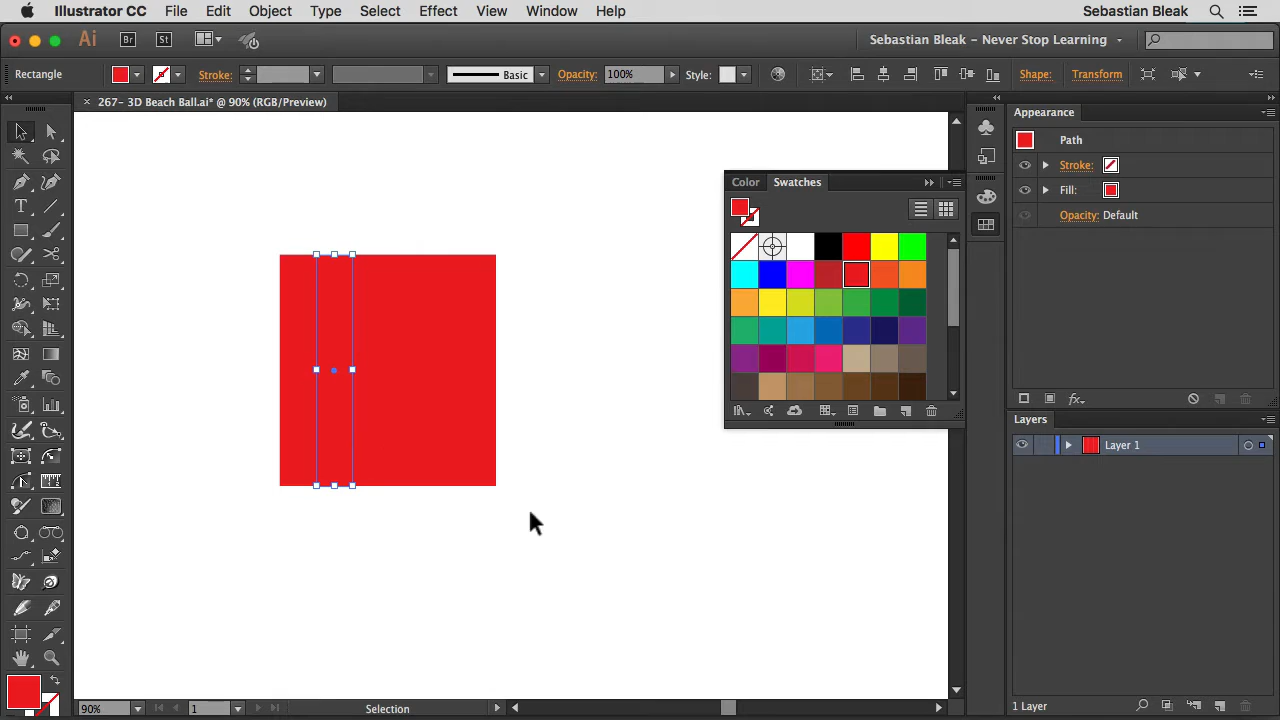 Illustrator CC File Edit Object Type Select Effect View Window Help Sebastian Bleak
Ai Br St Sebastian Bleak – Never Stop Learning
Rectangle Stroke: Basic Opacity: 100% Style: Shape: Transform
267- 3D Beach Ball.ai* @ 90% (RGB/Preview)
Appearance
Path
Stroke:
Fill:
Opacity: Default
fx
Color Swatches
Layers
Layer 1
1 Layer
90% 1 Selection